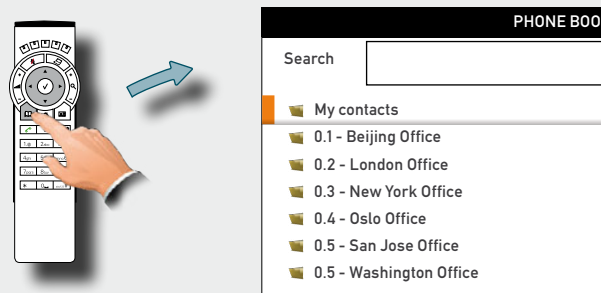 PHONE BOO
Search
My contacts
0.1 - Beijing Office
0.2 - London Office
0.3 - New York Office
0.4 - Oslo Office
0.5 - San Jose Office
0.5 - Washington Office